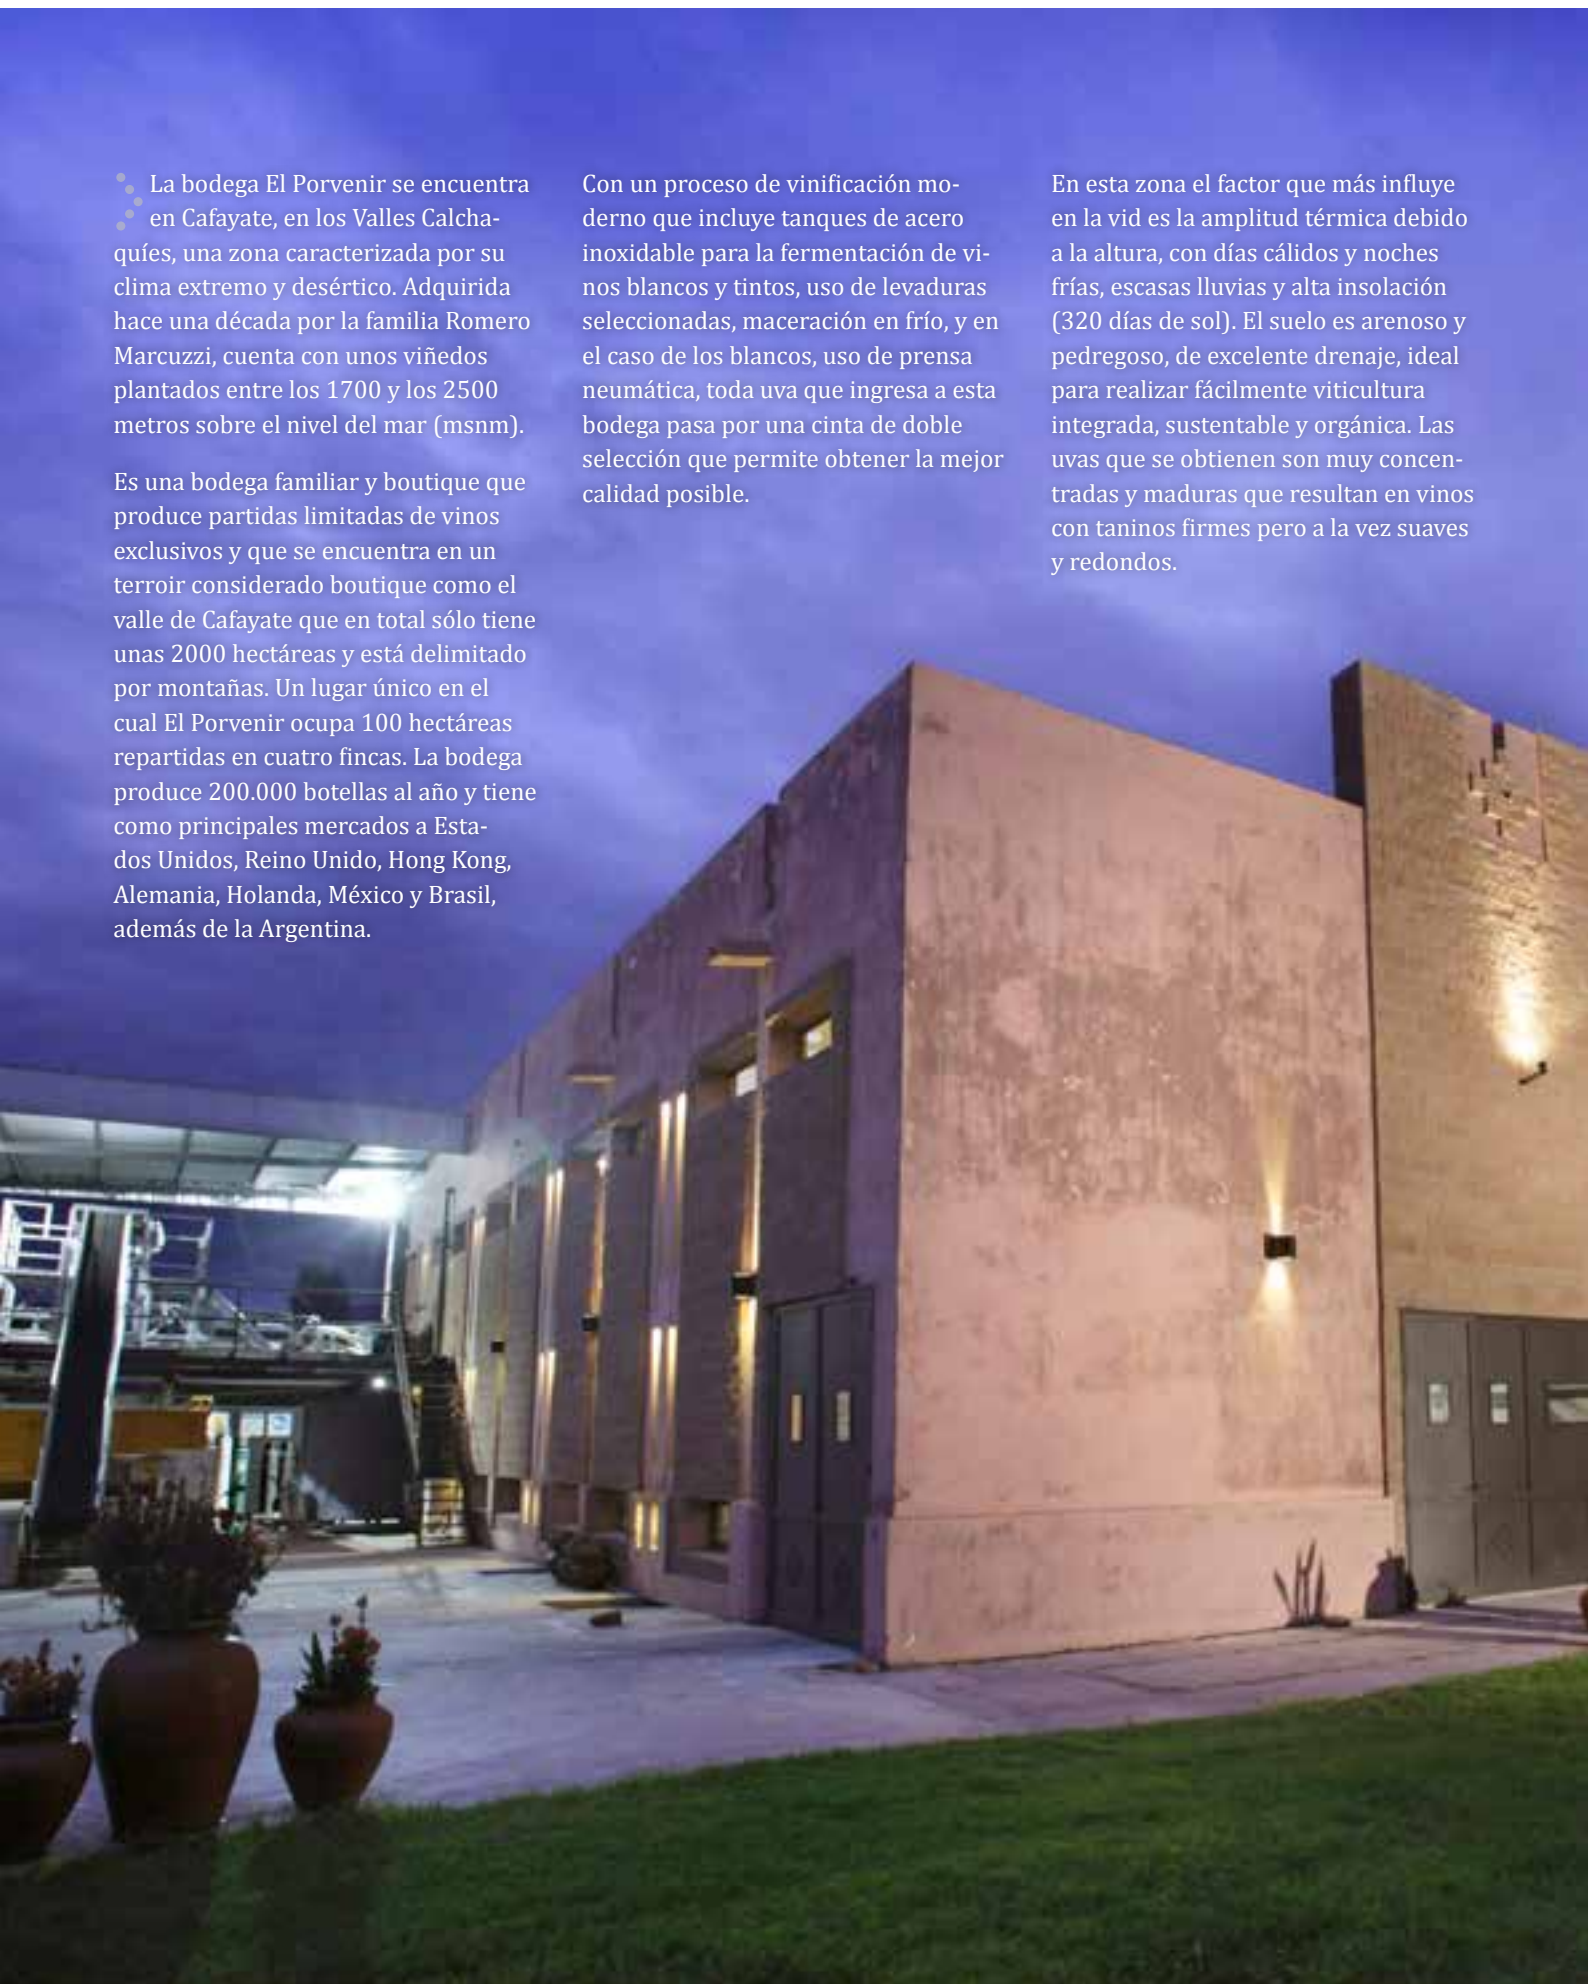 La bodega El Porvenir se encuentra
en Cafayate, en los Valles Calcha-
quíes, una zona caracterizada por su
clima extremo y desértico. Adquirida
hace una década por la familia Romero
Marcuzzi, cuenta con unos viñedos
plantados entre los 1700 y los 2500
metros sobre el nivel del mar (msnm).
Es una bodega familiar y boutique que
produce partidas limitadas de vinos
exclusivos y que se encuentra en un
terroir considerado boutique como el
valle de Cafayate que en total sólo tiene
unas 2000 hectáreas y está delimitado
por montañas. Un lugar único en el
cual El Porvenir ocupa 100 hectáreas
repartidas en cuatro fincas. La bodega
produce 200.000 botellas al año y tiene
como principales mercados a Esta-
dos Unidos, Reino Unido, Hong Kong,
Alemania, Holanda, México y Brasil,
además de la Argentina.
Con un proceso de vinificación mo-
derno que incluye tanques de acero
inoxidable para la fermentación de vi-
nos blancos y tintos, uso de levaduras
seleccionadas, maceración en frío, y en
el caso de los blancos, uso de prensa
neumática, toda uva que ingresa a esta
bodega pasa por una cinta de doble
selección que permite obtener la mejor
calidad posible.
En esta zona el factor que más influye
en la vid es la amplitud térmica debido
a la altura, con días cálidos y noches
frías, escasas lluvias y alta insolación
(320 días de sol). El suelo es arenoso y
pedregoso, de excelente drenaje, ideal
para realizar fácilmente viticultura
integrada, sustentable y orgánica. Las
uvas que se obtienen son muy concen-
tradas y maduras que resultan en vinos
con taninos firmes pero a la vez suaves
y redondos.